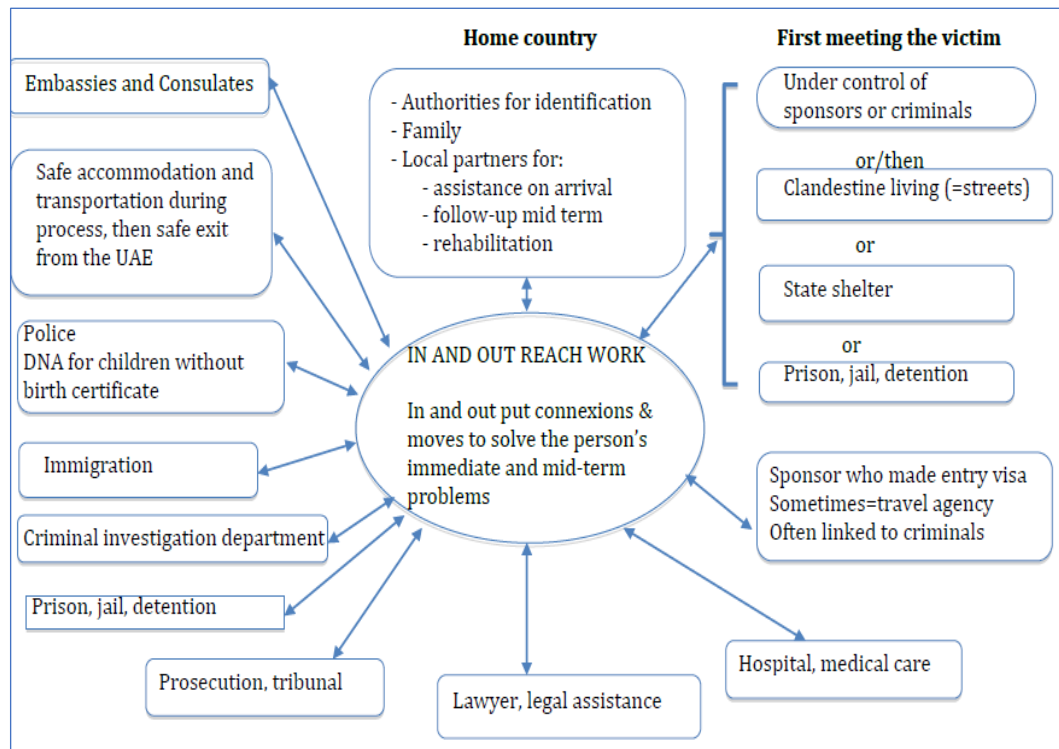 Home country
First meeting the victim
Embassies and Consulates
Safe accommodation and
transportation during
process, then safe exit
from the UAE
Police
DNA for children without
birth certificate
Immigration
Criminal investigation department
Prison, jail, detention
Prosecution, tribunal
- Authorities for identification
- Family
- Local partners for:
- assistance on arrival
- follow-up mid term
- rehabilitation
IN AND OUT REACH WORK
In and out put connexions &
moves to solve the person's
immediate and mid-term
problems
Lawyer, legal assistance
Under control of
sponsors or criminals
or/then
Clandestine living (=streets)
or
State shelter
or
Prison, jail, detention
Sponsor who made entry visa
Sometimes=travel agency
Often linked to criminals
Hospital, medical care